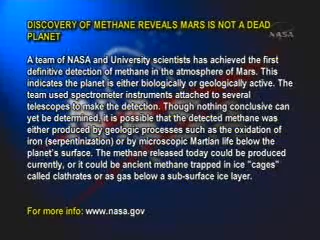 DISCOVERY OF METHANE REVEALS MARS IS NOT A DEAD
PLANET
NASA
A team of NASA and University scientists has achieved the first
definitive detection of methane in the atmosphere of Mars. This
indicates the planet is either biologically or geologically active. The
team used spectrometer instruments attached to several
telescopes to make the detection. Though nothing conclusive can
yet be determined, it is possible that the detected methane was
either produced by geologic processes such as the oxidation of
iron (serpentinization) or by microscopic Martian life below the
planet's surface. The methane released today could be produced
currently, or it could be ancient methane trapped in ice "cages"
called clathrates or as gas below a sub-surface ice layer.
For more info: www.nasa.gov